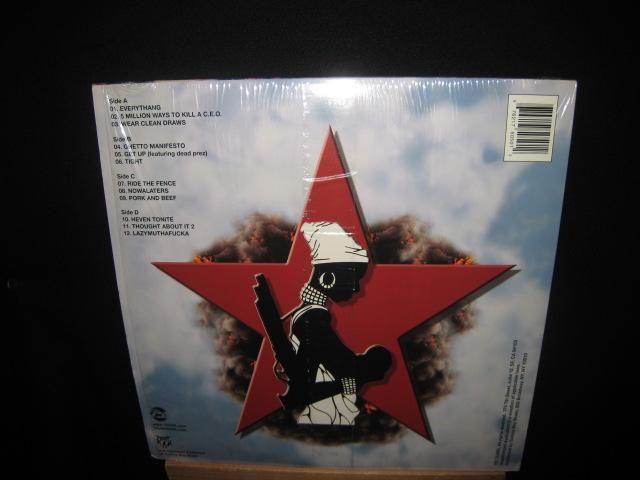 Side A
01. EVERYTHANG
02. 5 MILLION WAYS TO KILL A C.E.O.
03. WEAR CLEAN DRAWS
Side B
04. GHETTO MANIFESTO
05. GET UP (featuring dead prez)
06. TIGHT
Side C
07. RIDE THE FENCE
08. NOWALATERS
09. PORK AND BEEF
Side D
10. HEVEN TONITE
11. THOUGHT ABOUT IT 2
12. LAZYMUTHAFUCKA